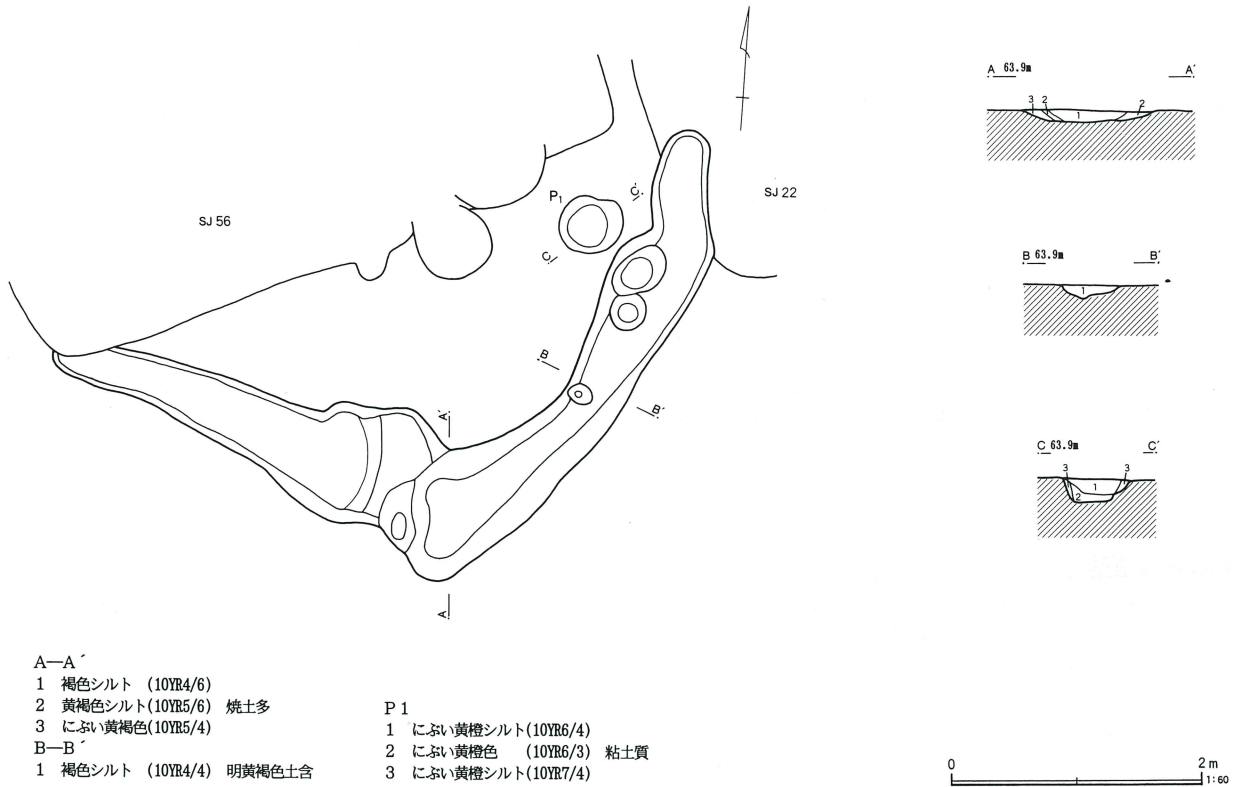 A 63.9m A´
3 2 1 2
SJ 56
P1
C´
SJ 22
C
B 63.9m B´
1
B
B´
A´
C 63.9m C´
3 1 3
2
A
A―A´
1 褐色シルト (10YR4/6)
2 黄褐色シルト(10YR5/6) 焼土多
3 にぶい黄褐色(10YR5/4)
B―B´
1 褐色シルト (10YR4/4) 明黄褐色土含
P1
1 にぶい黄橙シルト(10YR6/4)
2 にぶい黄橙色 (10YR6/3) 粘土質
3 にぶい黄橙シルト(10YR7/4)
0 2m
1:60